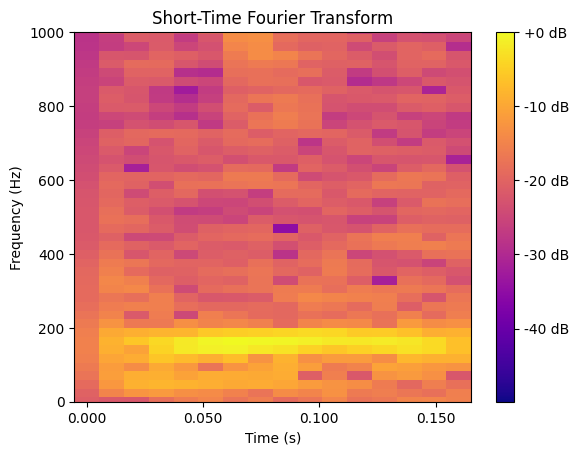 Short-Time Fourier Transform
1000
800
600
400
200
0
Frequency (Hz)
0.000
0.050
0.100
0.150
Time (s)
+0 dB
-10 dB
-20 dB
-30 dB
-40 dB